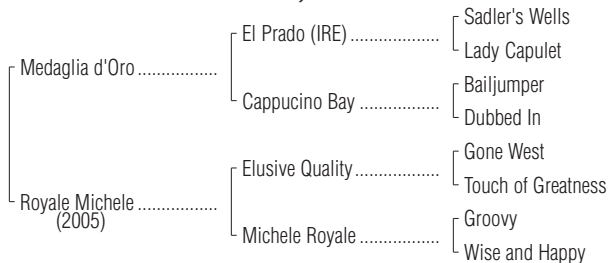 Sadler's Wells
El Prado (IRE) ...................
Lady Capulet
Medaglia d'Oro .................
Bailjumper
Cappucino Bay .................
Dubbed In
Gone West
Elusive Quality ..................
Touch of Greatness
Royale Michele .................
(2005)
Groovy
Michele Royale .................
Wise and Happy